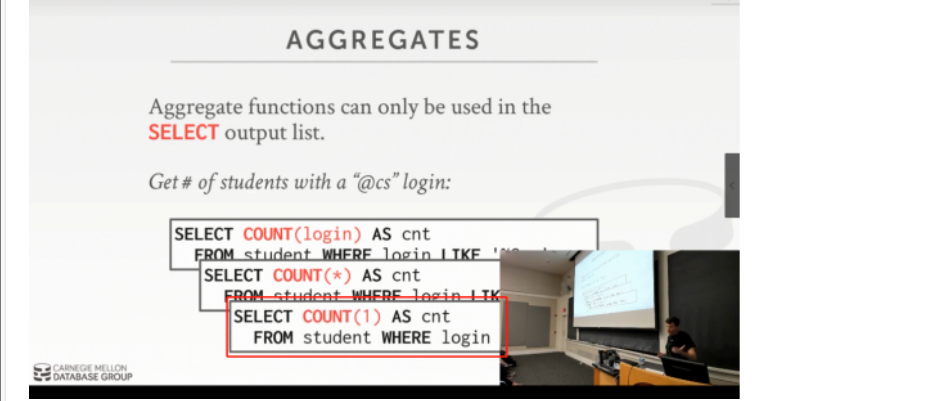 AGGREGATES
Aggregate functions can only be used in the
SELECT output list.
Get # of students with a “@cs” login:
SELECT COUNT(login) AS cnt
FROM student WHERE login LIKE
SELECT COUNT(*) AS cnt
FROM student WHERE login LIK
SELECT COUNT(1) AS cnt
FROM student WHERE login
CARNEGIE MELLON
DATABASE GROUP